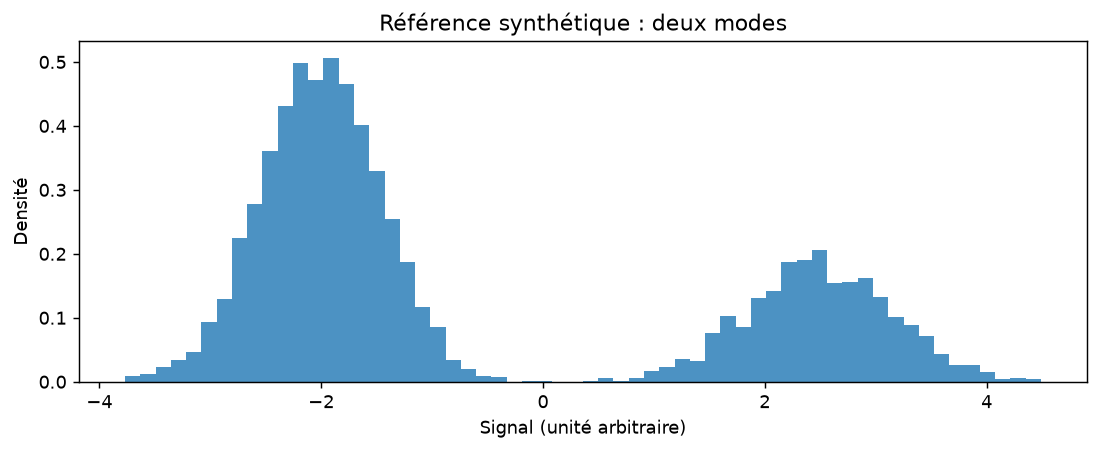 Référence synthétique : deux modes
0.5
0.4
0.3
0.2
0.1
0.0
Densité
−4 −2 0 2 4
Signal (unité arbitraire)